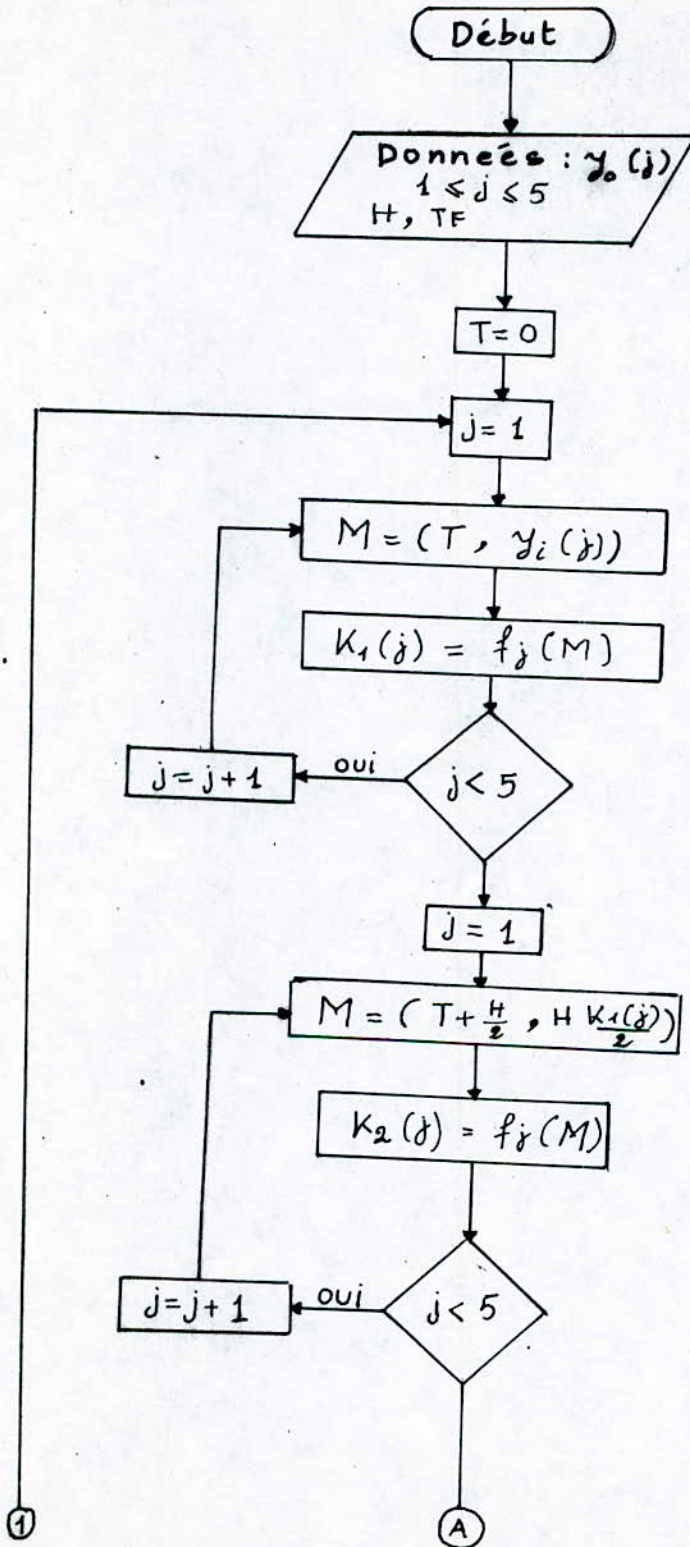 Début
Donneés : y₀(j)
1 ≤ j ≤ 5
H, TF
T = 0
j = 1
M = (T, yᵢ(j))
K₁(j) = fⱼ(M)
j < 5
oui
j = j + 1
j = 1
M = (T + H/2, H K₁(j)/2)
K₂(j) = fⱼ(M)
j < 5
oui
j = j + 1
1
A